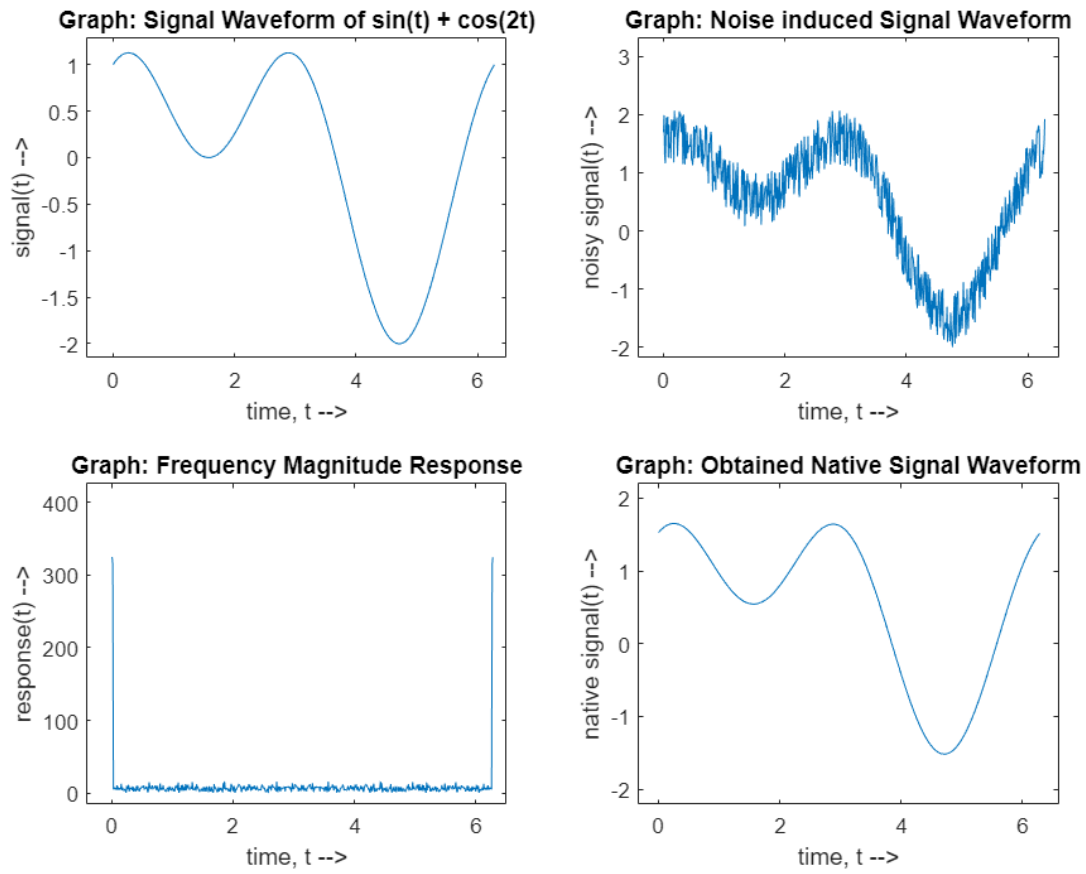 Graph: Signal Waveform of sin(t) + cos(2t)
1
0.5
0
-0.5
-1
-1.5
-2
signal(t) -->
0 2 4 6
time, t -->
Graph: Noise induced Signal Waveform
3
2
1
0
-1
-2
noisy signal(t) -->
0 2 4 6
time, t -->
Graph: Frequency Magnitude Response
400
300
200
100
0
response(t) -->
0 2 4 6
time, t -->
Graph: Obtained Native Signal Waveform
2
1
0
-1
-2
native signal(t) -->
0 2 4 6
time, t -->